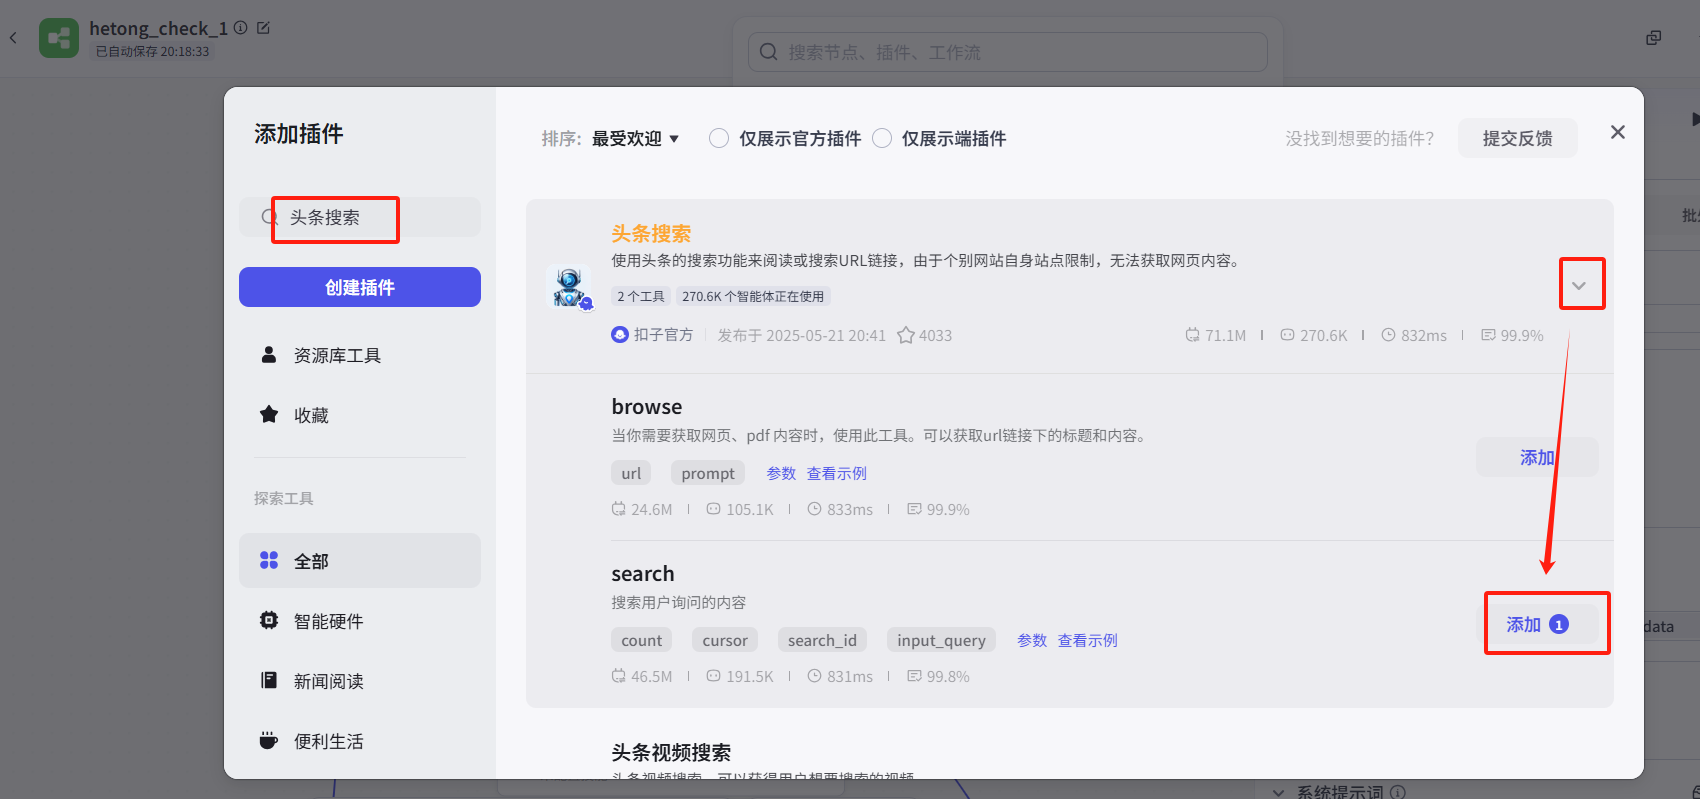 hetong_check_1
已自动保存 20:18:33
搜索节点、插件、工作流
添加插件
头条搜索
创建插件
资源库工具
收藏
探索工具
全部
智能硬件
新闻阅读
便利生活
排序: 最受欢迎 仅展示官方插件 仅展示端插件
没找到想要的插件? 提交反馈
头条搜索
使用头条的搜索功能来阅读或搜索URL链接，由于个别网站自身站点限制，无法获取网页内容。
2 个工具 270.6K 个智能体正在使用
扣子官方 发布于 2025-05-21 20:41 4033 71.1M 270.6K 832ms 99.9%
browse
当你需要获取网页、pdf 内容时，使用此工具。可以获取url链接下的标题和内容。
添加
url prompt 参数 查看示例
24.6M 105.1K 833ms 99.9%
search
搜索用户询问的内容
添加 1
count cursor search_id input_query 参数 查看示例
46.5M 191.5K 831ms 99.8%
头条视频搜索
头条视频搜索，可以获得用户想要搜索的视频
data
系统提示词